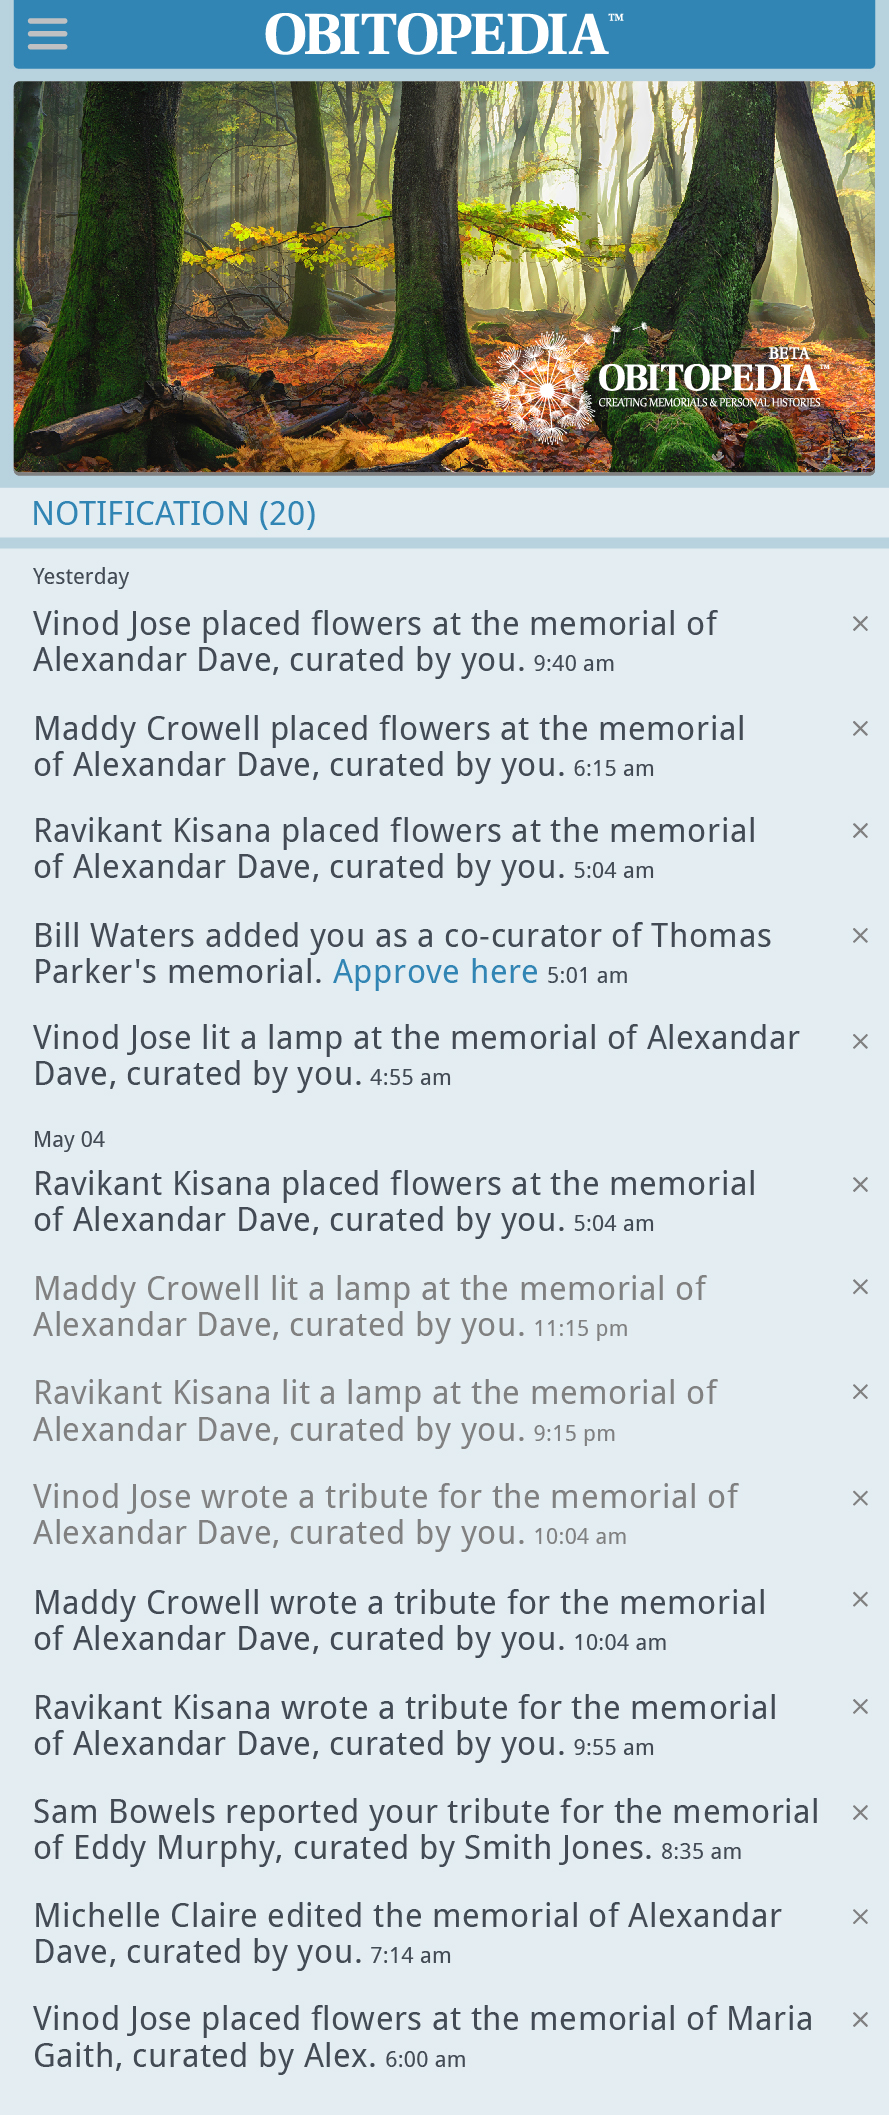 OBITOPEDIA™
BETA
OBITOPEDIA™
CREATING MEMORIALS & PERSONAL HISTORIES
NOTIFICATION (20)
Yesterday
Vinod Jose placed flowers at the memorial of
Alexandar Dave, curated by you. 9:40 am
Maddy Crowell placed flowers at the memorial
of Alexandar Dave, curated by you. 6:15 am
Ravikant Kisana placed flowers at the memorial
of Alexandar Dave, curated by you. 5:04 am
Bill Waters added you as a co-curator of Thomas
Parker's memorial. Approve here 5:01 am
Vinod Jose lit a lamp at the memorial of Alexandar
Dave, curated by you. 4:55 am
May 04
Ravikant Kisana placed flowers at the memorial
of Alexandar Dave, curated by you. 5:04 am
Maddy Crowell lit a lamp at the memorial of
Alexandar Dave, curated by you. 11:15 pm
Ravikant Kisana lit a lamp at the memorial of
Alexandar Dave, curated by you. 9:15 pm
Vinod Jose wrote a tribute for the memorial of
Alexandar Dave, curated by you. 10:04 am
Maddy Crowell wrote a tribute for the memorial
of Alexandar Dave, curated by you. 10:04 am
Ravikant Kisana wrote a tribute for the memorial
of Alexandar Dave, curated by you. 9:55 am
Sam Bowels reported your tribute for the memorial
of Eddy Murphy, curated by Smith Jones. 8:35 am
Michelle Claire edited the memorial of Alexandar
Dave, curated by you. 7:14 am
Vinod Jose placed flowers at the memorial of Maria
Gaith, curated by Alex. 6:00 am